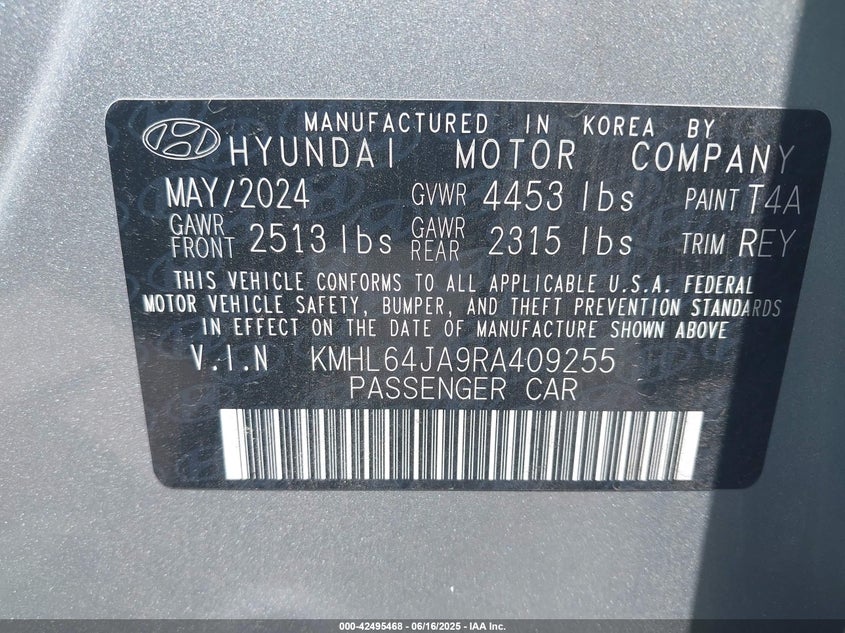 MANUFACTURED IN KOREA BY
HYUNDAI MOTOR COMPANY
MAY/2024 GVWR 4453 lbs PAINT T4A
GAWR FRONT 2513 lbs GAWR REAR 2315 lbs TRIM REY
THIS VEHICLE CONFORMS TO ALL APPLICABLE U.S.A. FEDERAL
MOTOR VEHICLE SAFETY, BUMPER, AND THEFT PREVENTION STANDARDS
IN EFFECT ON THE DATE OF MANUFACTURE SHOWN ABOVE
V.I.N KMHL64JA9RA409255
PASSENGER CAR
000-42495468 - 06/16/2025 - IAA Inc.